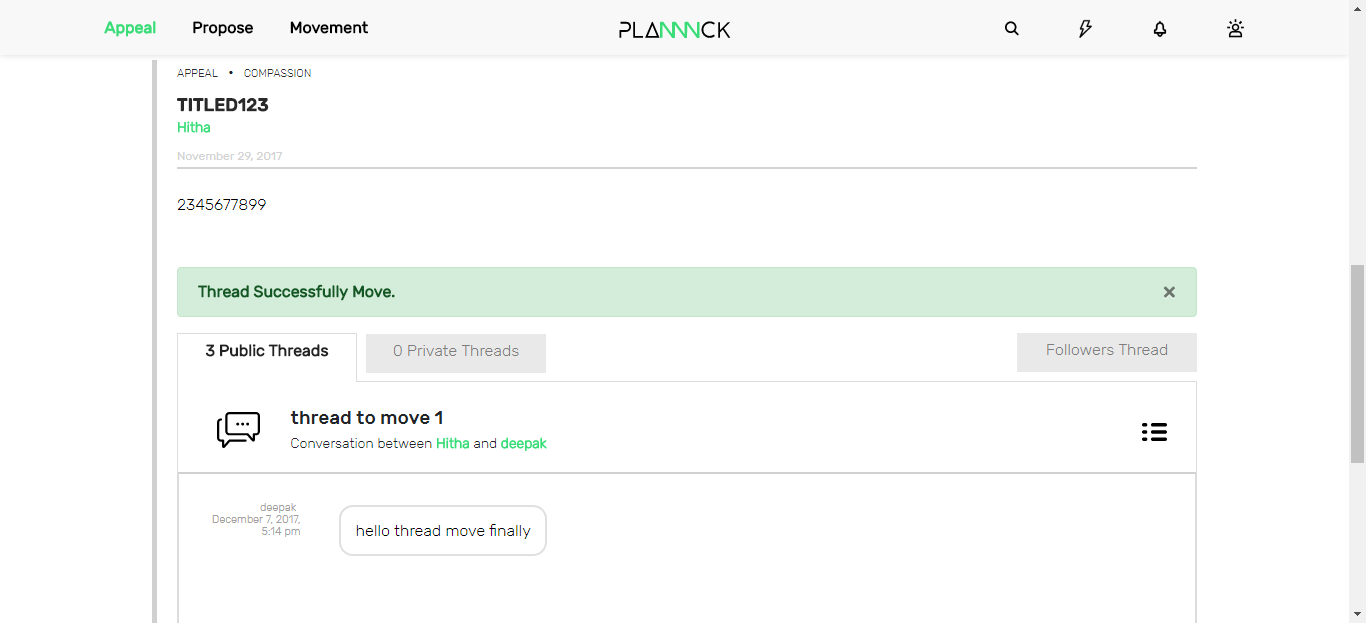 Appeal Propose Movement PLANNNCK
APPEAL • COMPASSION
TITLED123
Hitha
November 29, 2017
2345677899
Thread Successfully Move. ×
3 Public Threads 0 Private Threads Followers Thread
thread to move 1
Conversation between Hitha and deepak
deepak
December 7, 2017,
5:14 pm
hello thread move finally